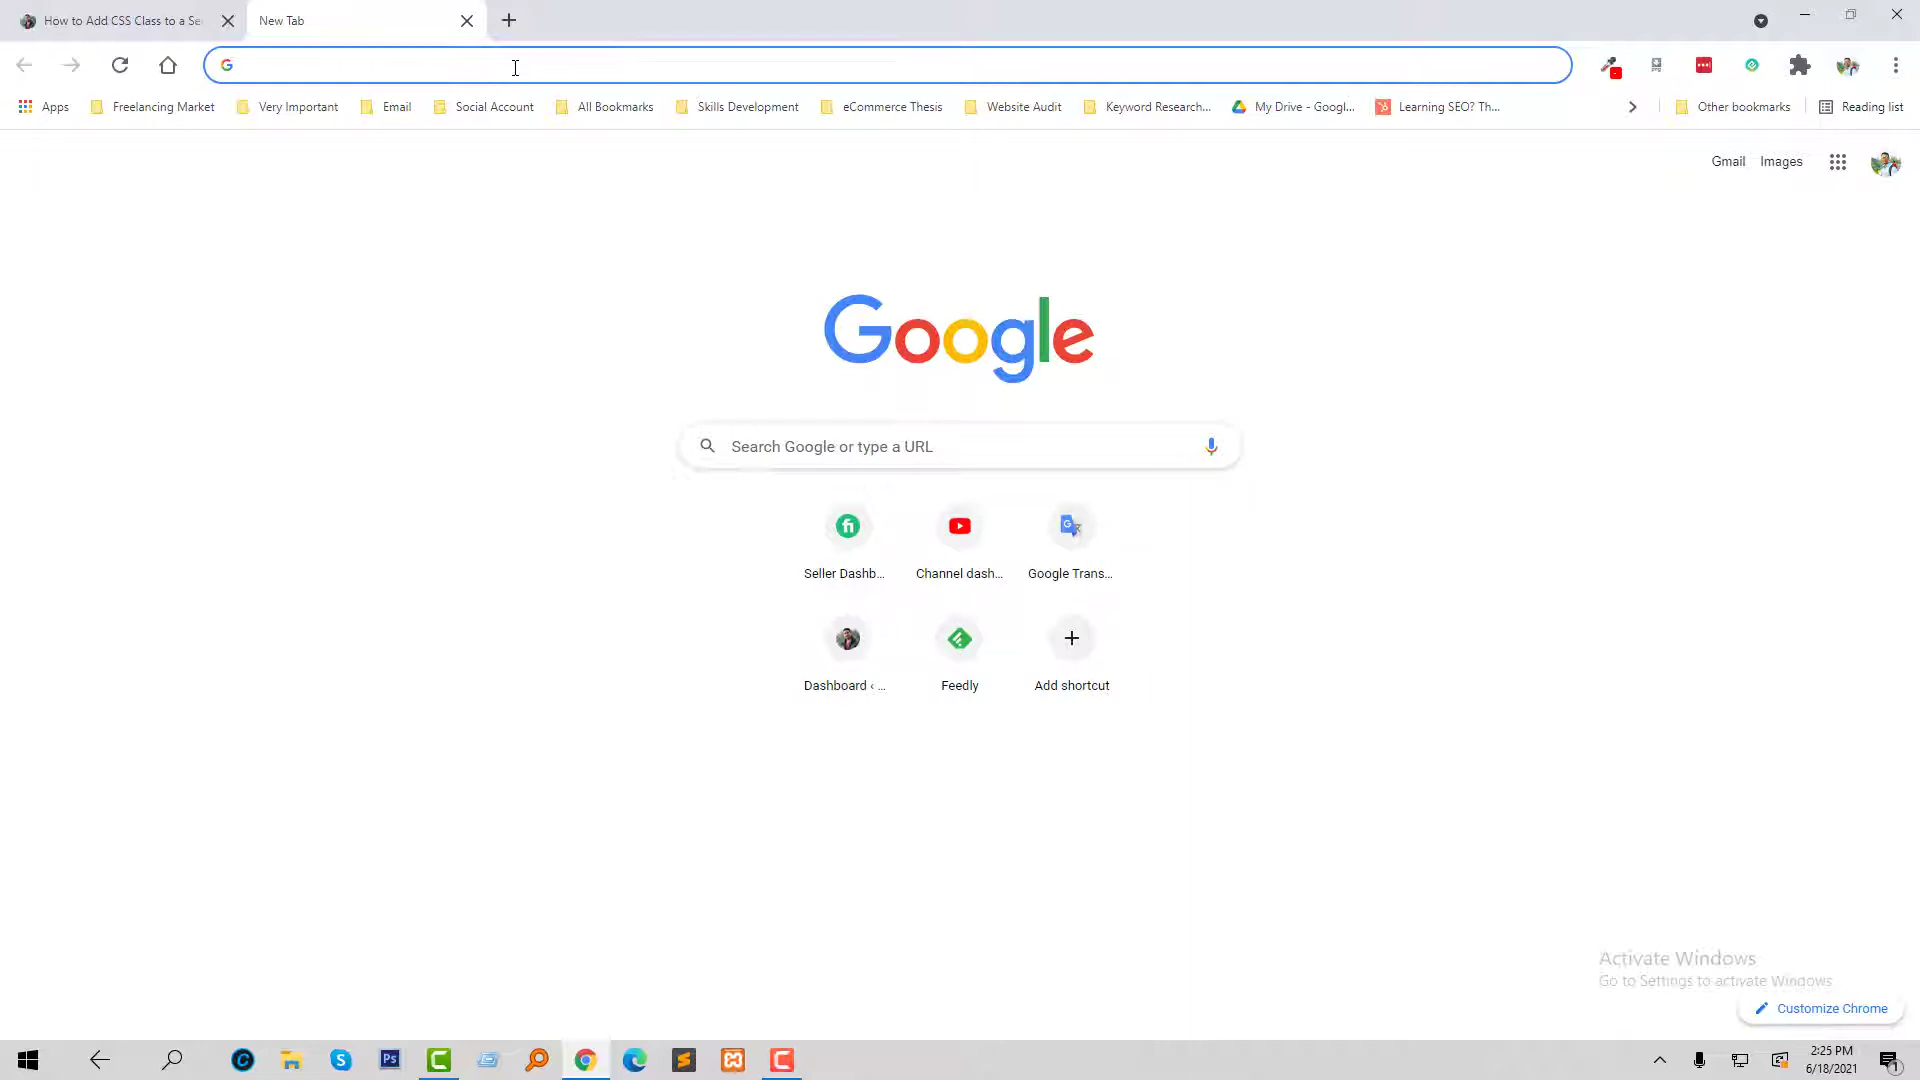 How to Add CSS Class to a Se
New Tab
Apps
Freelancing Market
Very Important
Email
Social Account
All Bookmarks
Skills Development
eCommerce Thesis
Website Audit
Keyword Research...
My Drive - Googl...
Learning SEO? Th...
Other bookmarks
Reading list
Gmail
Images
Google
Search Google or type a URL
Seller Dashb...
Channel dash...
Google Trans...
Dashboard ‹ ...
Feedly
Add shortcut
Activate Windows
Go to Settings to activate Windows
Customize Chrome
Ps
2:25 PM
6/18/2021